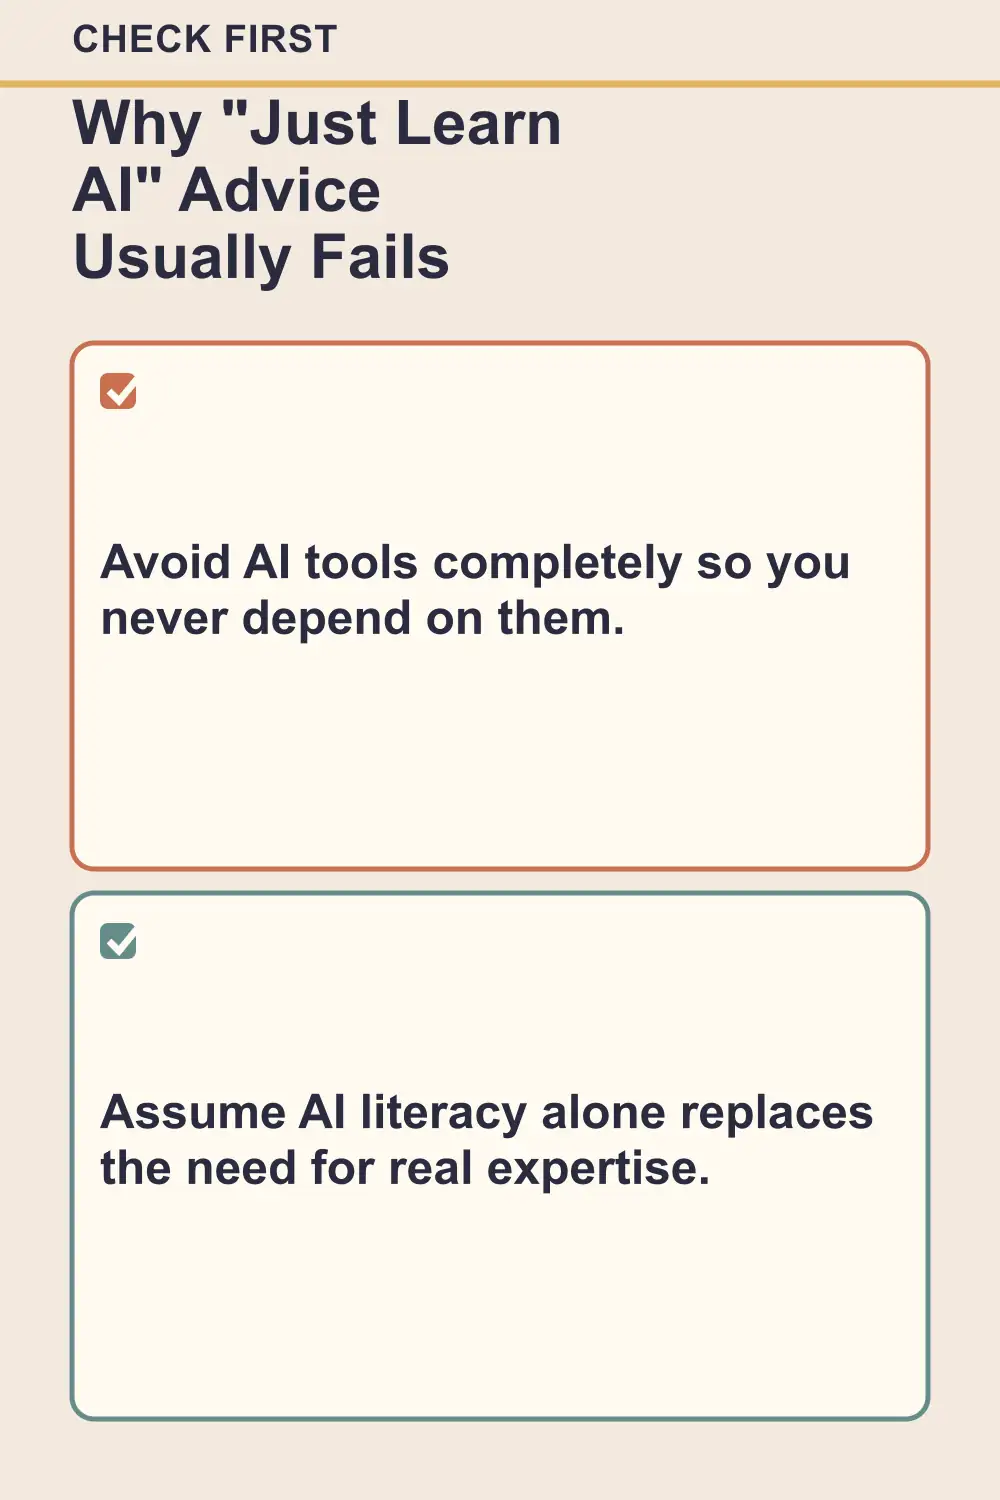 CHECK FIRST
Why "Just Learn
AI" Advice
Usually Fails
Avoid AI tools completely so you
never depend on them.
Assume AI literacy alone replaces
the need for real expertise.